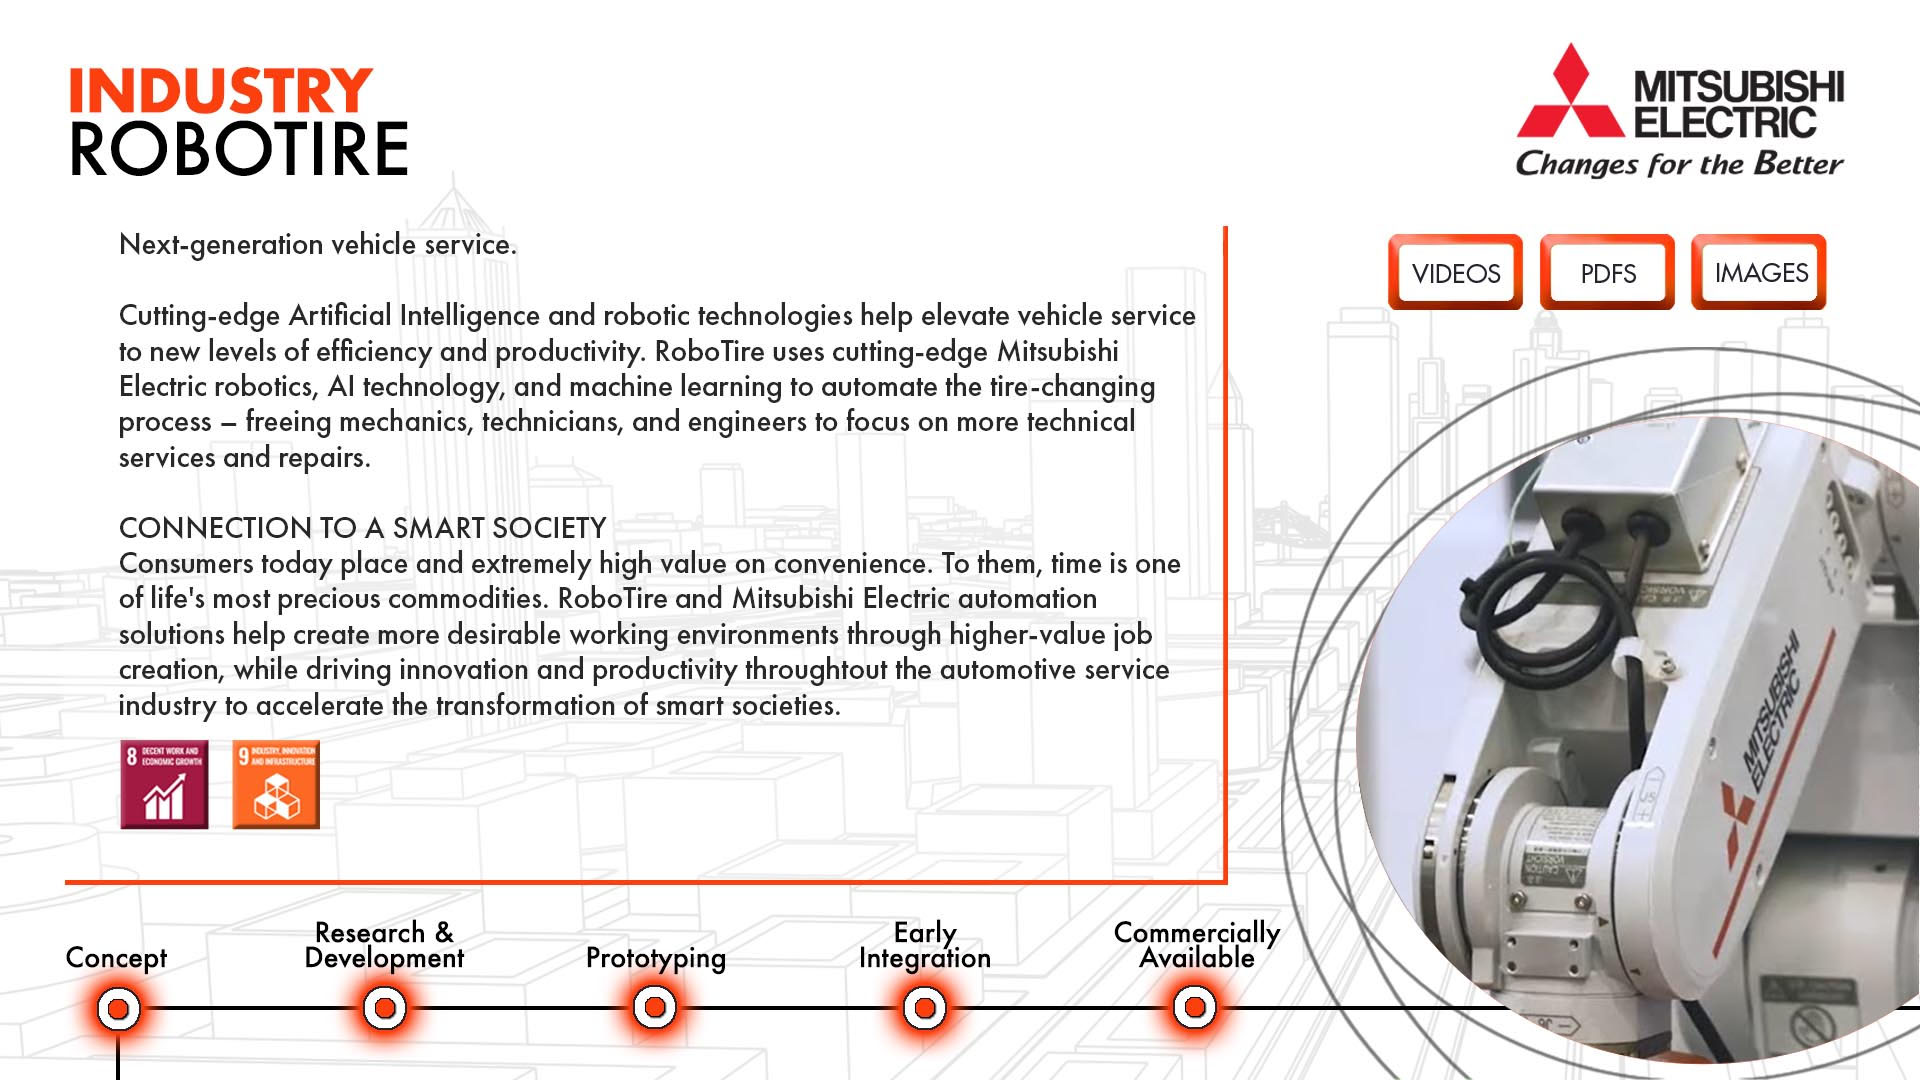 INDUSTRY
ROBOTIRE
MITSUBISHI
ELECTRIC
Changes for the Better
Next-generation vehicle service.
VIDEOS
PDFS
IMAGES
Cutting-edge Artificial Intelligence and robotic technologies help elevate vehicle service
to new levels of efficiency and productivity. RoboTire uses cutting-edge Mitsubishi
Electric robotics, AI technology, and machine learning to automate the tire-changing
process – freeing mechanics, technicians, and engineers to focus on more technical
services and repairs.
CONNECTION TO A SMART SOCIETY
Consumers today place and extremely high value on convenience. To them, time is one
of life's most precious commodities. RoboTire and Mitsubishi Electric automation
solutions help create more desirable working environments through higher-value job
creation, while driving innovation and productivity throughtout the automotive service
industry to accelerate the transformation of smart societies.
8 DECENT WORK AND
ECONOMIC GROWTH
9 INDUSTRY, INNOVATION
AND INFRASTRUCTURE
MITSUBISHI
ELECTRIC
J5
CAUTION
VORSICHT
J6
Concept
Research &
Development
Prototyping
Early
Integration
Commercially
Available